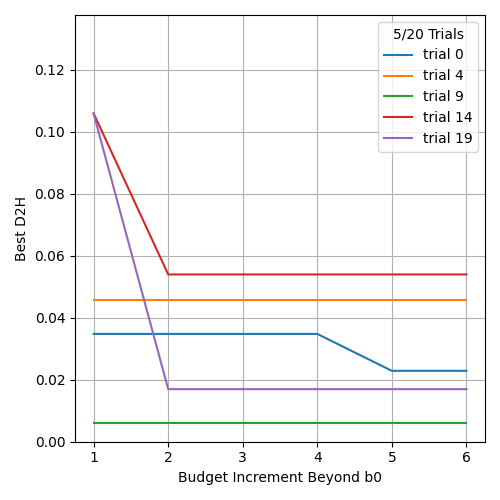 5/20 Trials
trial 0
trial 4
trial 9
trial 14
trial 19
Best D2H
0.12
0.10
0.08
0.06
0.04
0.02
0.00
1 2 3 4 5 6
Budget Increment Beyond b0